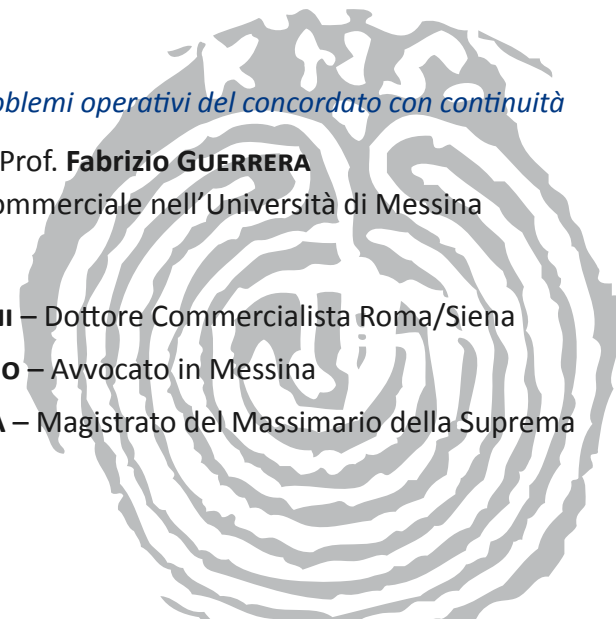 oblemi operativi del concordato con continuità
Prof. Fabrizio GUERRERA
ommerciale nell'Università di Messina
II – Dottore Commercialista Roma/Siena
O – Avvocato in Messina
A – Magistrato del Massimario della Suprema